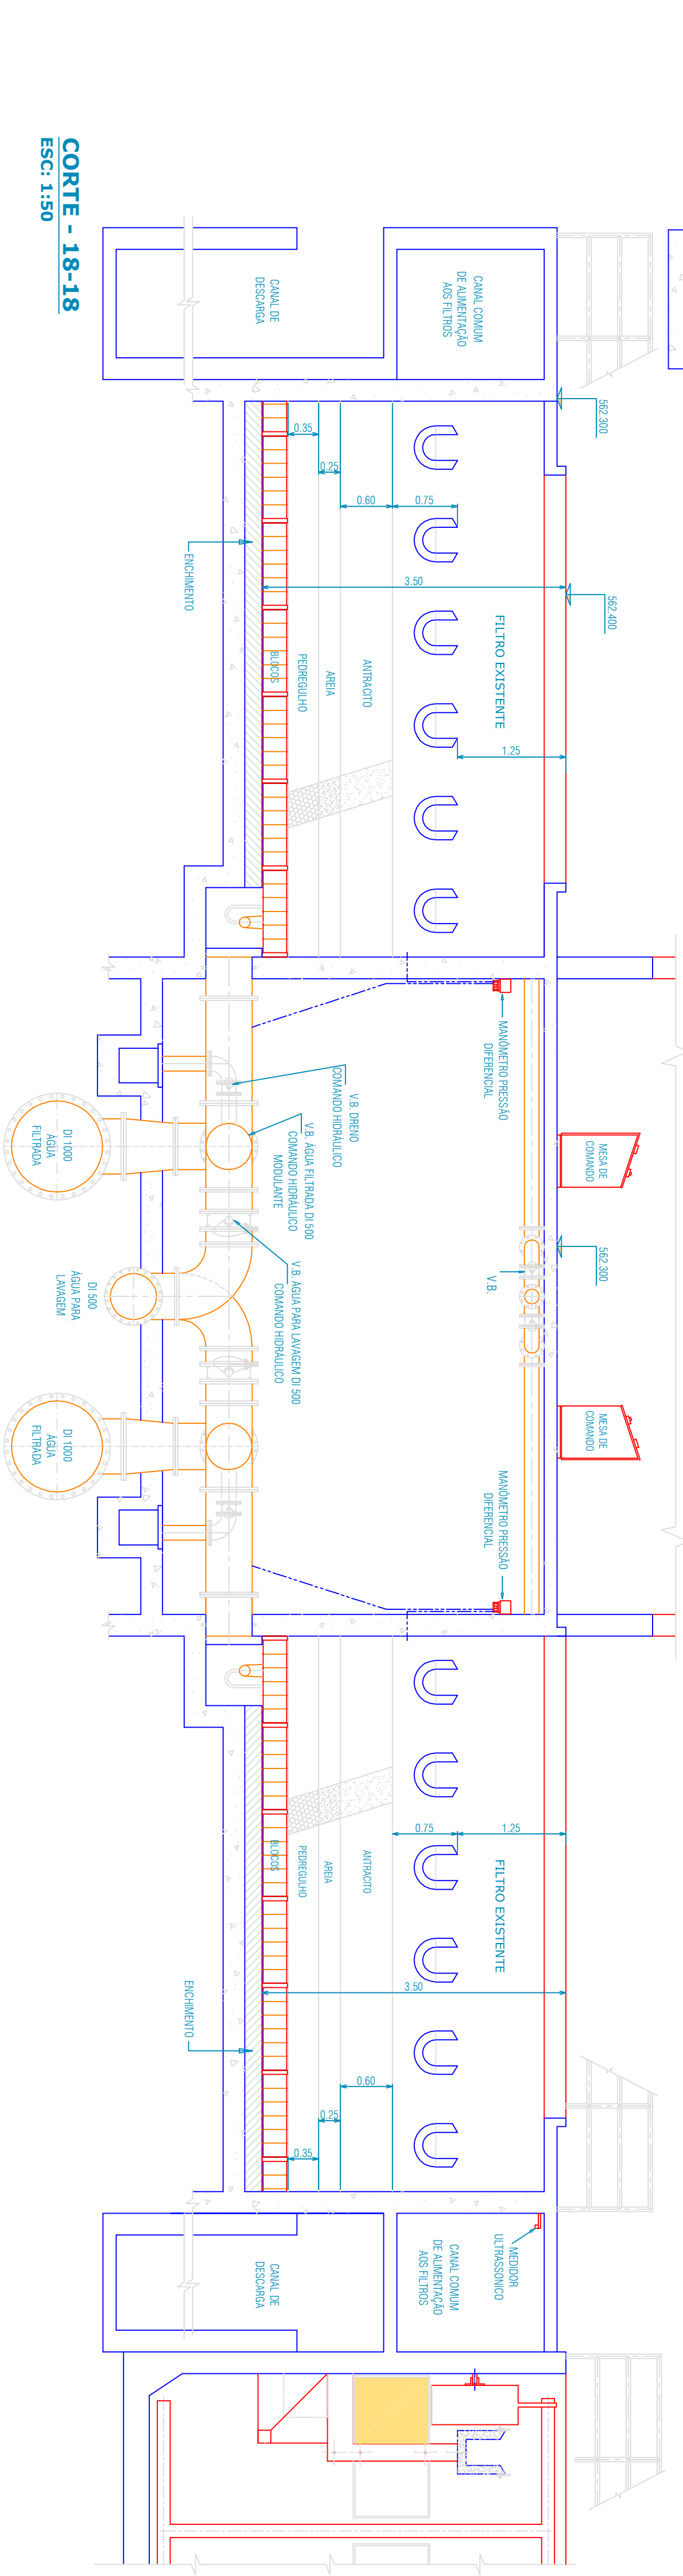 CORTE - 18-18
ESC: 1:50
CANAL COMUM
DE ALIMENTAÇÃO
AOS FILTROS
CANAL DE
DESCARGA
562.300
562.400
0.35
0.25
0.60
0.75
3.50
1.25
FILTRO EXISTENTE
ANTRACITO
AREIA
PEDREGULHO
BLOCOS
ENCHIMENTO
MANÔMETRO PRESSÃO
DIFERENCIAL
MESA DE
COMANDO
562.300
V.B.
V.B. DRENO
COMANDO HIDRÁULICO
V.B. ÁGUA FILTRADA DI 500
COMANDO HIDRÁULICO
MODULANTE
V.B. ÁGUA PARA LAVAGEM DI 500
COMANDO HIDRÁULICO
DI 1000
ÁGUA
FILTRADA
DI 500
ÁGUA PARA
LAVAGEM
DI 1000
ÁGUA
FILTRADA
MESA DE
COMANDO
MANÔMETRO PRESSÃO
DIFERENCIAL
FILTRO EXISTENTE
1.25
0.75
3.50
0.60
0.25
0.35
ANTRACITO
AREIA
PEDREGULHO
BLOCOS
ENCHIMENTO
MEDIDOR
ULTRASSONICO
CANAL COMUM
DE ALIMENTAÇÃO
AOS FILTROS
CANAL DE
DESCARGA